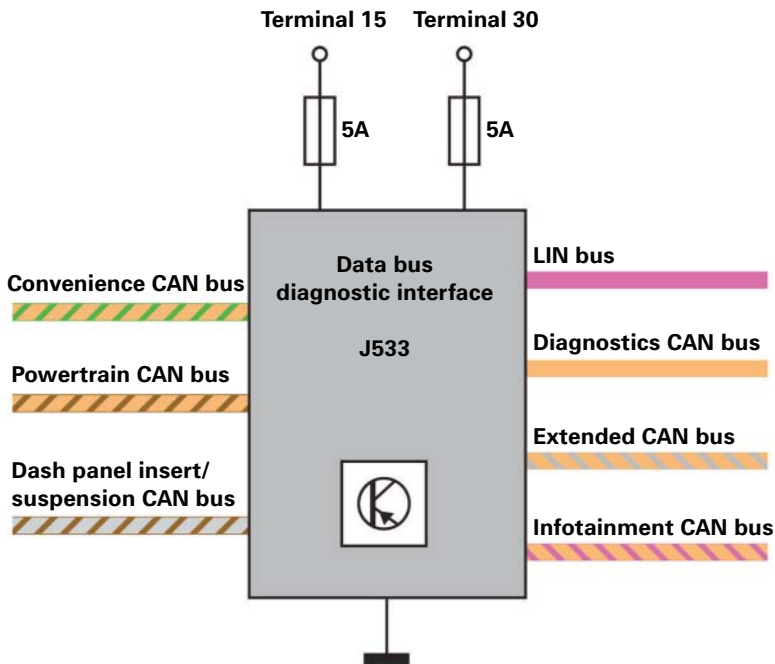 Terminal 15
Terminal 30
5A
5A
Data bus
diagnostic interface
J533
Convenience CAN bus
Powertrain CAN bus
Dash panel insert/
suspension CAN bus
LIN bus
Diagnostics CAN bus
Extended CAN bus
Infotainment CAN bus